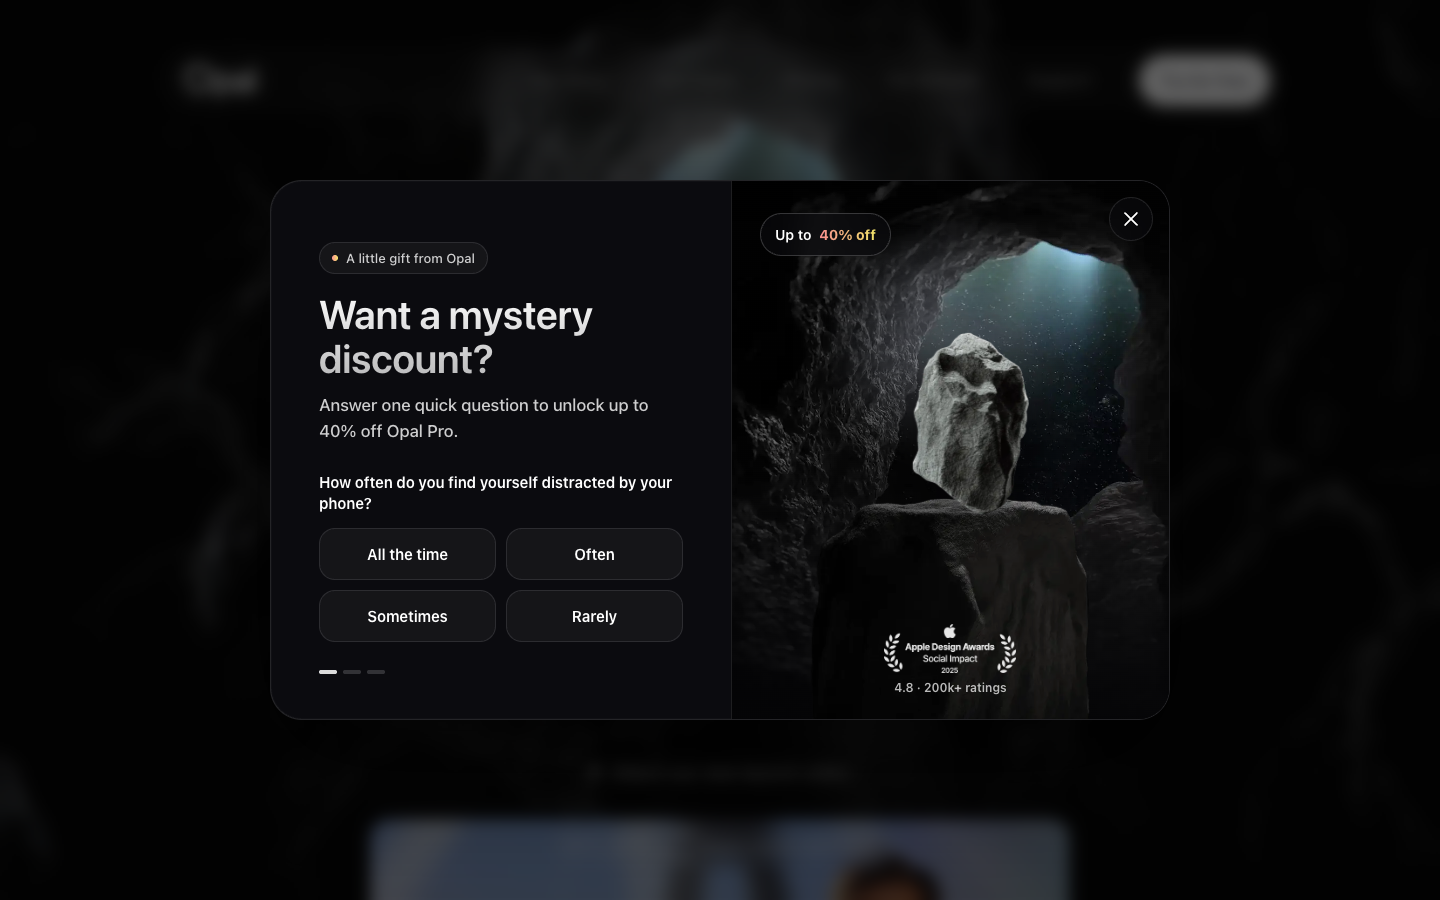 A little gift from Opal
Want a mystery
discount?
Answer one quick question to unlock up to
40% off Opal Pro.
How often do you find yourself distracted by your
phone?
All the time
Often
Sometimes
Rarely
Up to 40% off
Apple Design Awards
Social Impact
2025
4.8 · 200k+ ratings